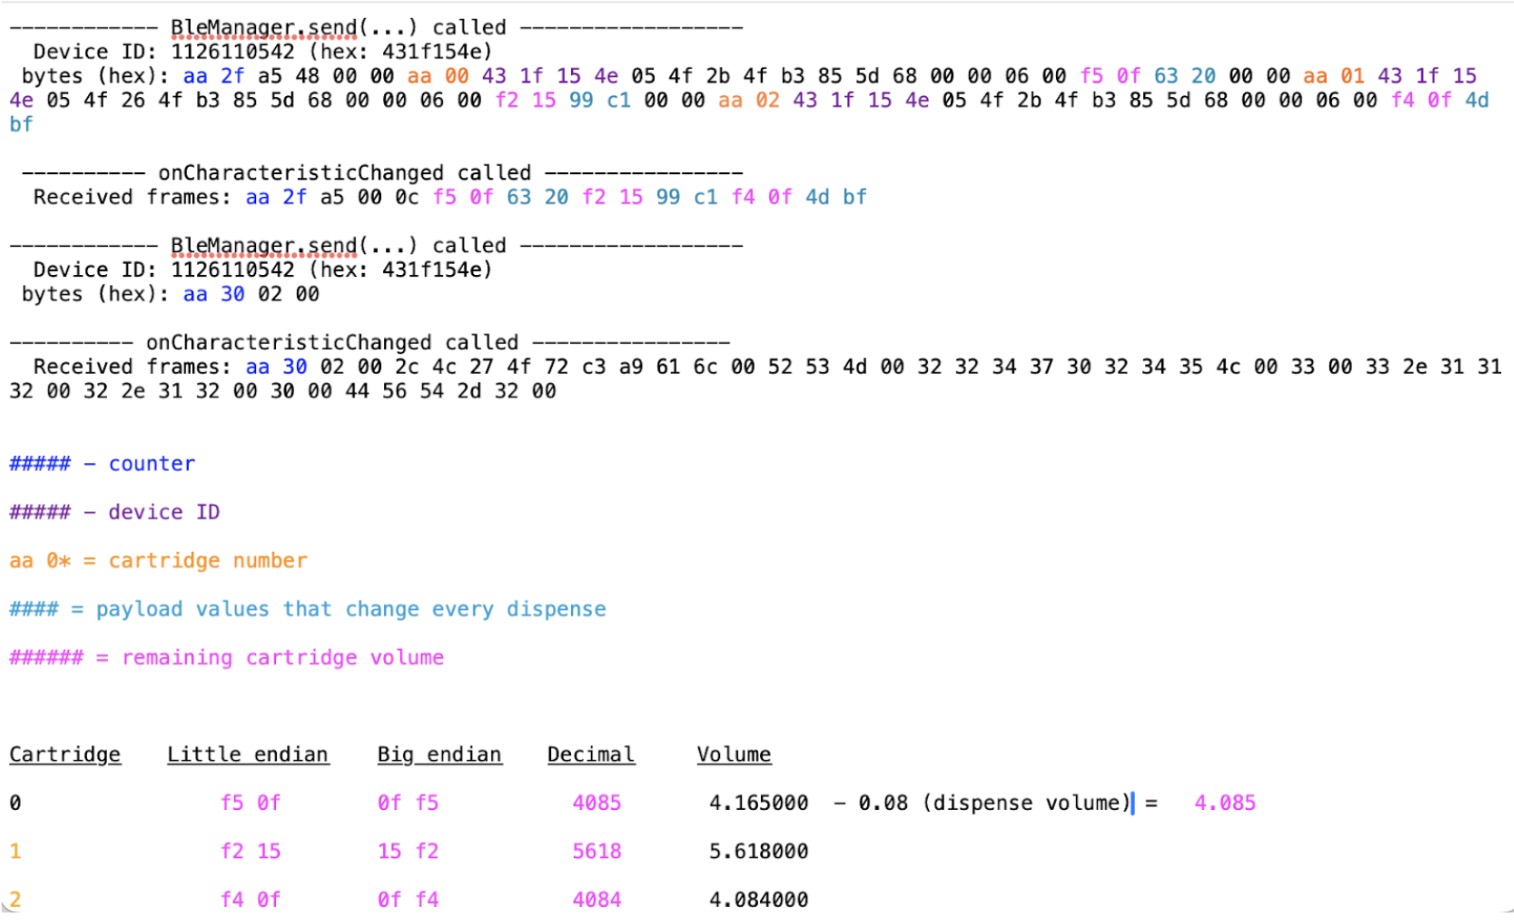 ------------ BleManager.send(...) called ------------------
Device ID: 1126110542 (hex: 431f154e)
bytes (hex): aa 2f a5 48 00 00 aa 00 43 1f 15 4e 05 4f 2b 4f b3 85 5d 68 00 00 06 00 f5 0f 63 20 00 00 aa 01 43 1f 15
4e 05 4f 26 4f b3 85 5d 68 00 00 06 00 f2 15 99 c1 00 00 aa 02 43 1f 15 4e 05 4f 2b 4f b3 85 5d 68 00 00 06 00 f4 0f 4d
bf
---------- onCharacteristicChanged called ----------------
Received frames: aa 2f a5 00 0c f5 0f 63 20 f2 15 99 c1 f4 0f 4d bf
------------ BleManager.send(...) called ------------------
Device ID: 1126110542 (hex: 431f154e)
bytes (hex): aa 30 02 00
---------- onCharacteristicChanged called ----------------
Received frames: aa 30 02 00 2c 4c 27 4f 72 c3 a9 61 6c 00 52 53 4d 00 32 32 34 37 30 32 34 35 4c 00 33 00 33 2e 31 31
32 00 32 2e 31 32 00 30 00 44 56 54 2d 32 00
##### - counter
##### - device ID
aa 0* = cartridge number
#### = payload values that change every dispense
###### = remaining cartridge volume
Cartridge Little endian Big endian Decimal Volume
0 f5 0f 0f f5 4085 4.165000 - 0.08 (dispense volume) = 4.085
1 f2 15 15 f2 5618 5.618000
2 f4 0f 0f f4 4084 4.084000